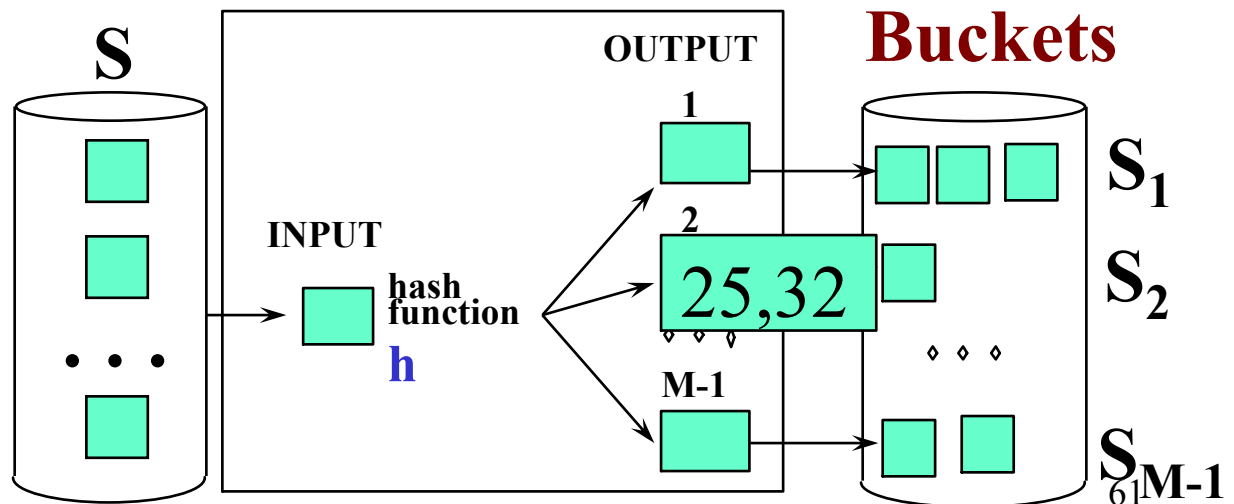 S
OUTPUT
Buckets
1
S1
INPUT
2
hash
function
h
25,32
S2
M-1
SM-1
61